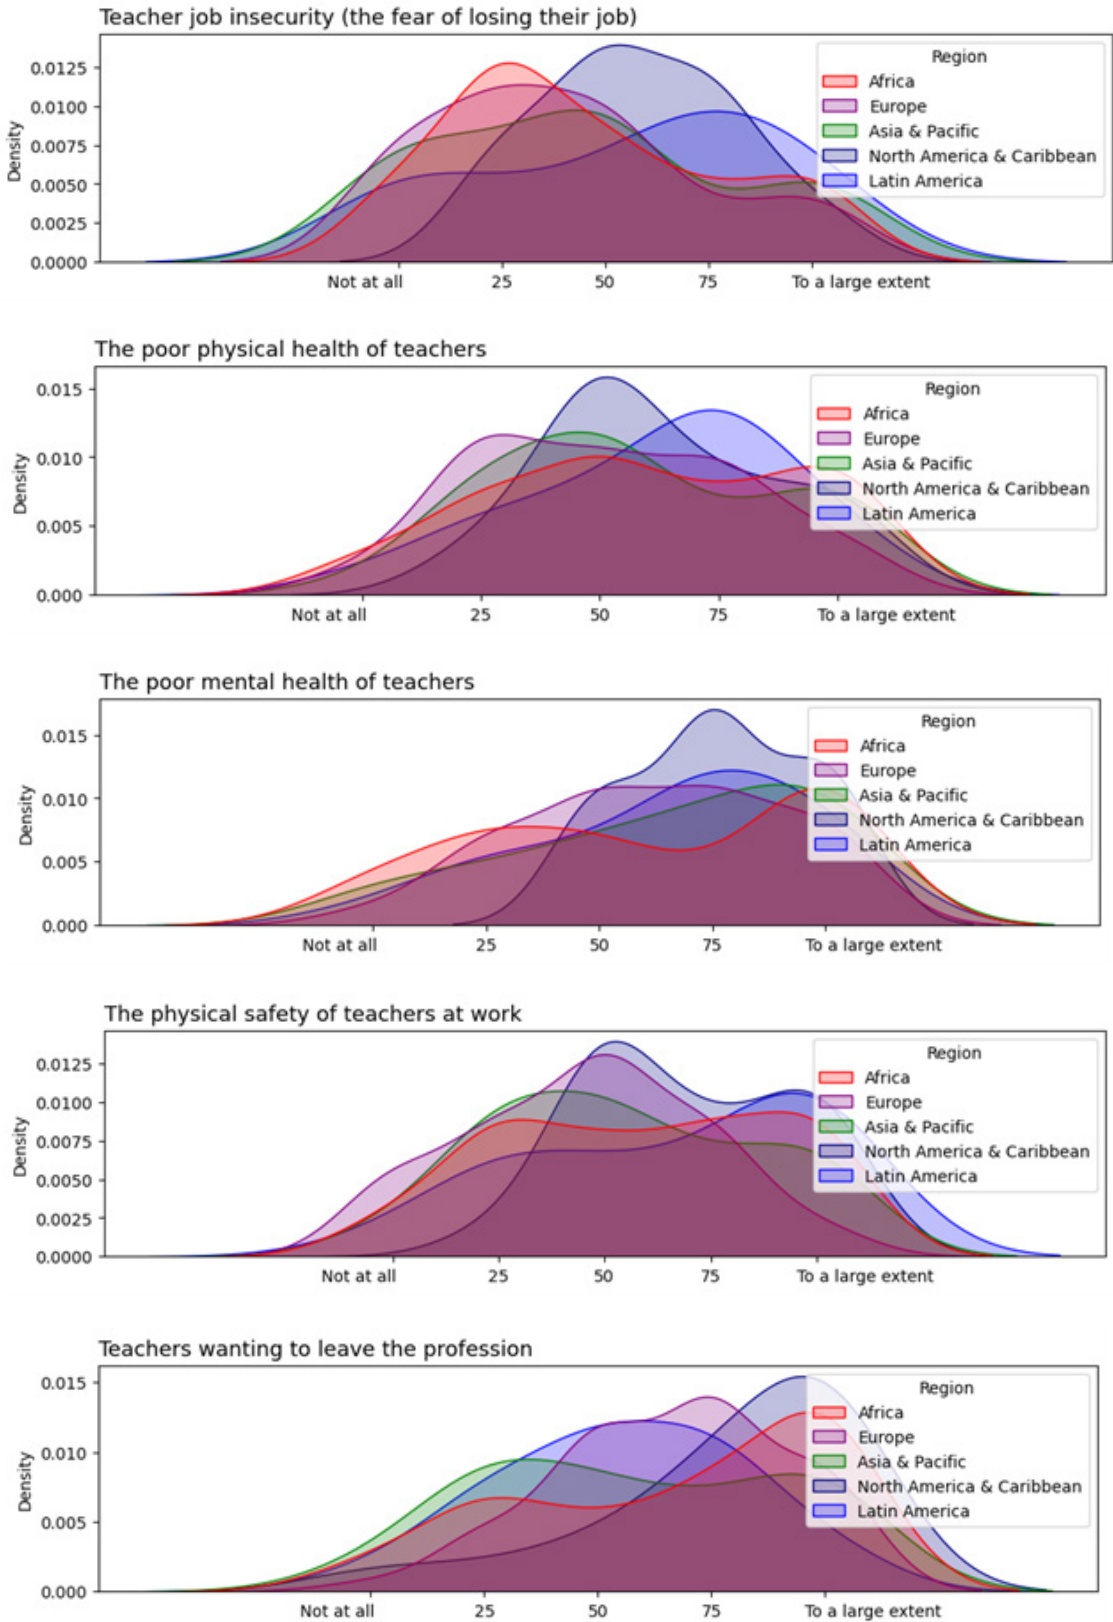 Teacher job insecurity (the fear of losing their job)
Density
0.0125
0.0100
0.0075
0.0050
0.0025
0.0000
Region
Africa
Europe
Asia & Pacific
North America & Caribbean
Latin America
Not at all 25 50 75 To a large extent
The poor physical health of teachers
Density
0.015
0.010
0.005
0.000
Region
Africa
Europe
Asia & Pacific
North America & Caribbean
Latin America
Not at all 25 50 75 To a large extent
The poor mental health of teachers
Density
0.015
0.010
0.005
0.000
Region
Africa
Europe
Asia & Pacific
North America & Caribbean
Latin America
Not at all 25 50 75 To a large extent
The physical safety of teachers at work
Density
0.0125
0.0100
0.0075
0.0050
0.0025
0.0000
Region
Africa
Europe
Asia & Pacific
North America & Caribbean
Latin America
Not at all 25 50 75 To a large extent
Teachers wanting to leave the profession
Density
0.015
0.010
0.005
0.000
Region
Africa
Europe
Asia & Pacific
North America & Caribbean
Latin America
Not at all 25 50 75 To a large extent